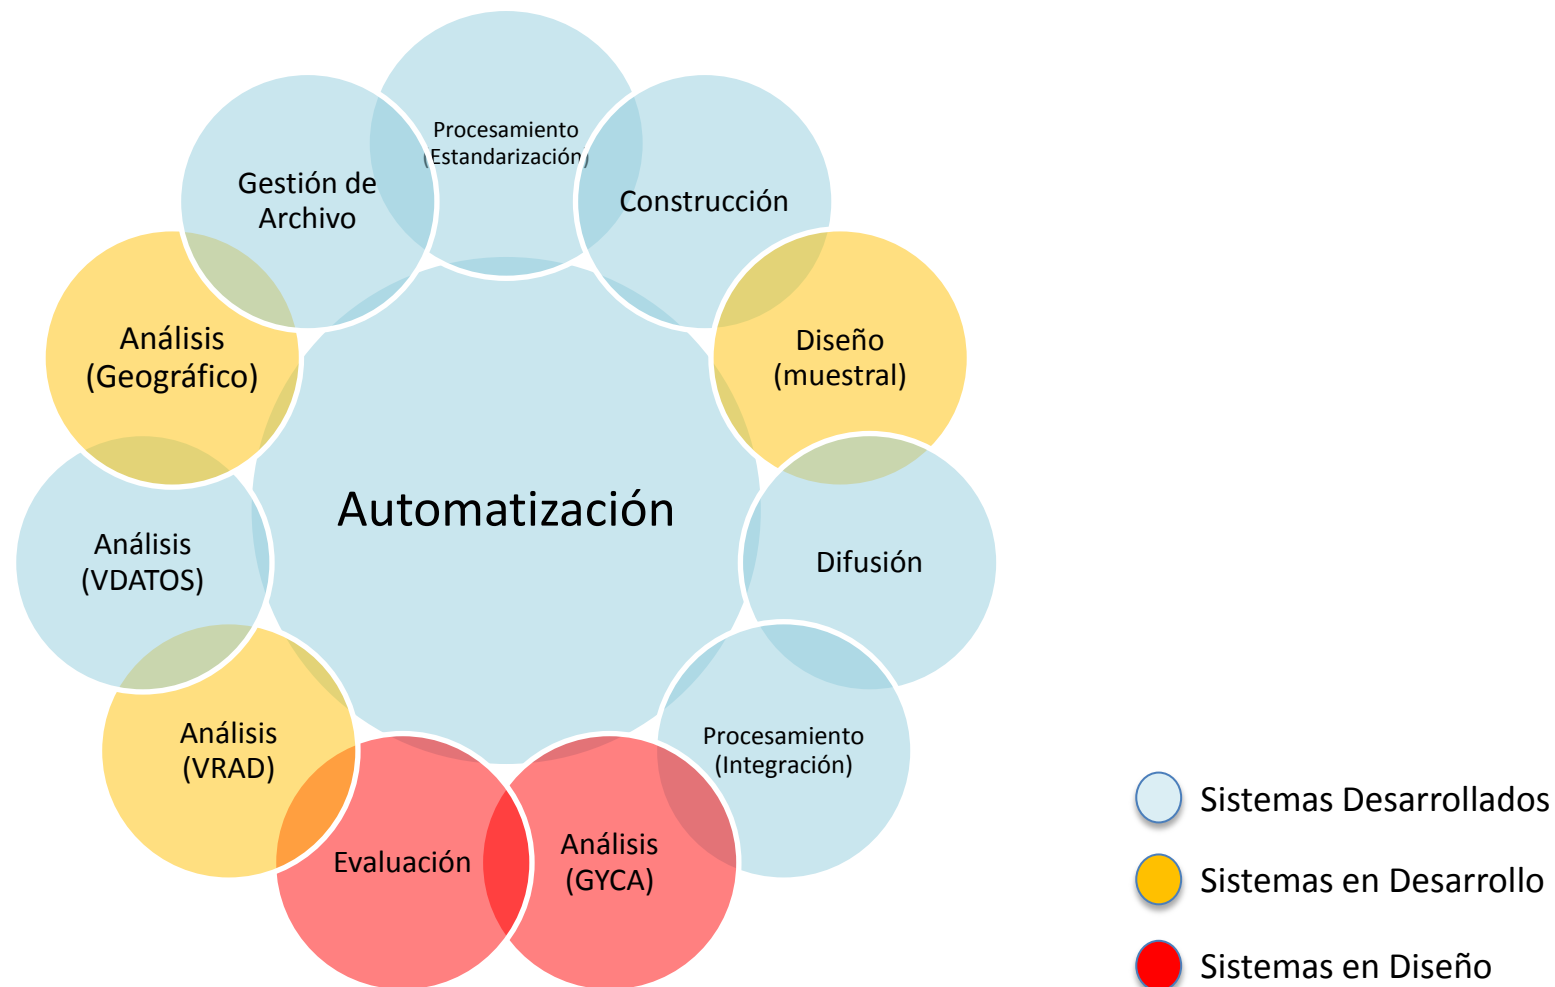 Procesamiento
(Estandarización)
Construcción
Diseño
(muestral)
Difusión
Procesamiento
(Integración)
Análisis
(GYCA)
Evaluación
Análisis
(VRAD)
Análisis
(VDATOS)
Análisis
(Geográfico)
Gestión de
Archivo
Automatización
Sistemas Desarrollados
Sistemas en Desarrollo
Sistemas en Diseño